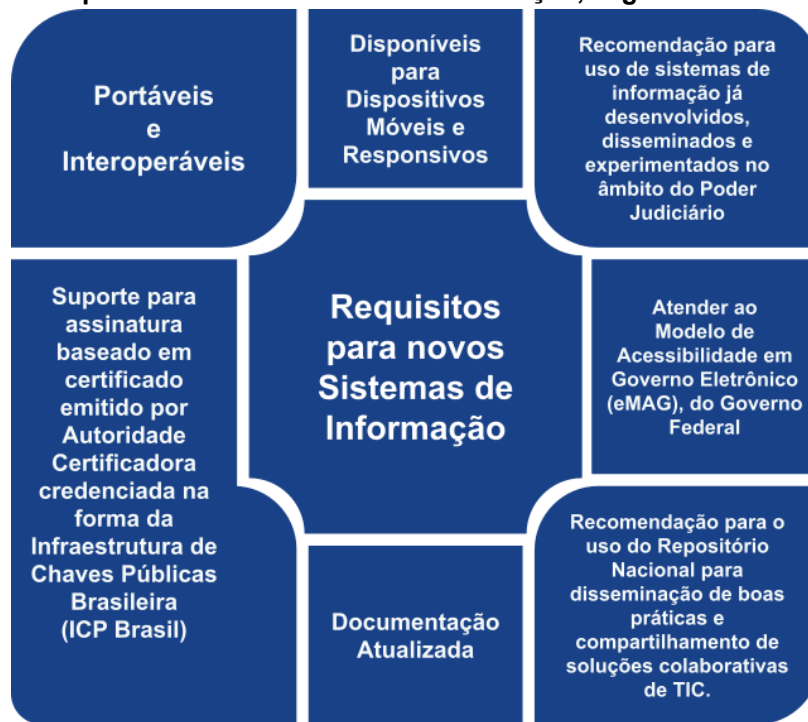 Portáveis
e
Interoperáveis
Disponíveis
para
Dispositivos
Móveis e
Responsivos
Recomendação para
uso de sistemas de
informação já
desenvolvidos,
disseminados e
experimentados no
âmbito do Poder
Judiciário
Suporte para
assinatura
baseado em
certificado
emitido por
Autoridade
Certificadora
credenciada na
forma da
Infraestrutura de
Chaves Públicas
Brasileira
(ICP Brasil)
Requisitos
para novos
Sistemas de
Informação
Atender ao
Modelo de
Acessibilidade em
Governo Eletrônico
(eMAG), do Governo
Federal
Documentação
Atualizada
Recomendação para o
uso do Repositório
Nacional para
disseminação de boas
práticas e
compartilhamento de
soluções colaborativas
de TIC.